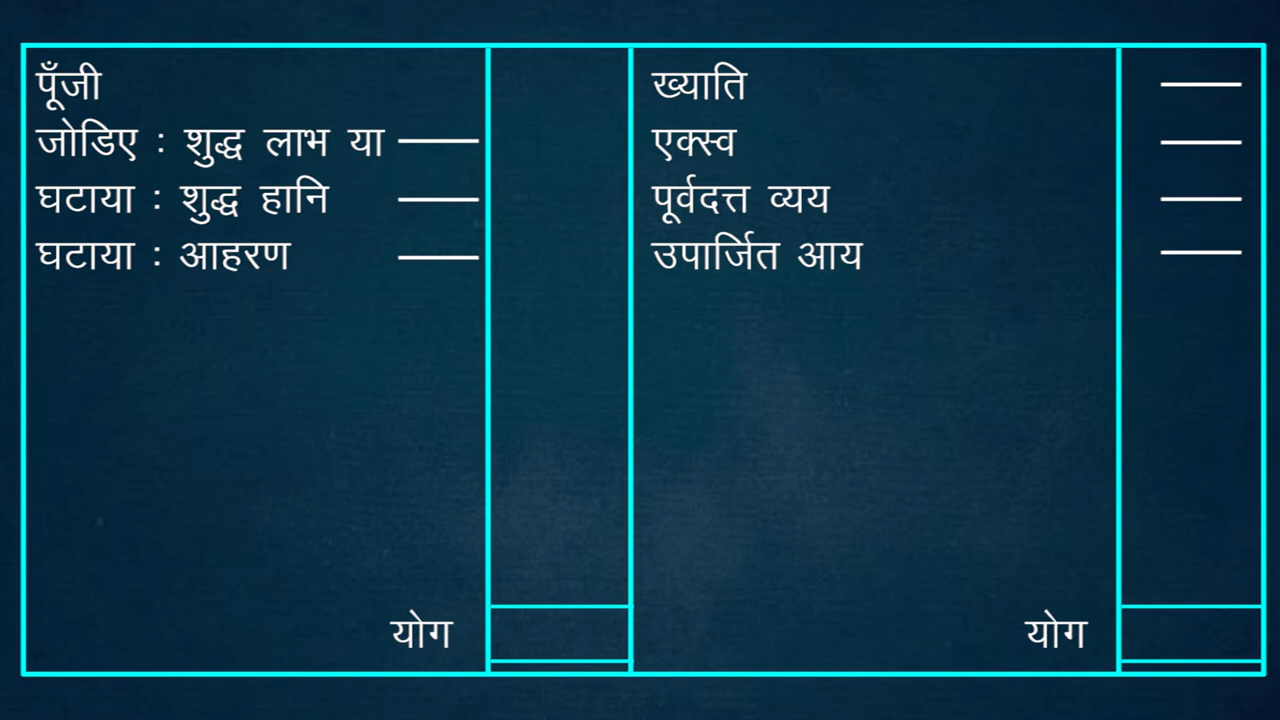 पूँजी
जोडिए : शुद्ध लाभ या
घटाया : शुद्ध हानि
घटाया : आहरण
योग
ख्याति
एक्स्व
पूर्वदत्त व्यय
उपार्जित आय
योग